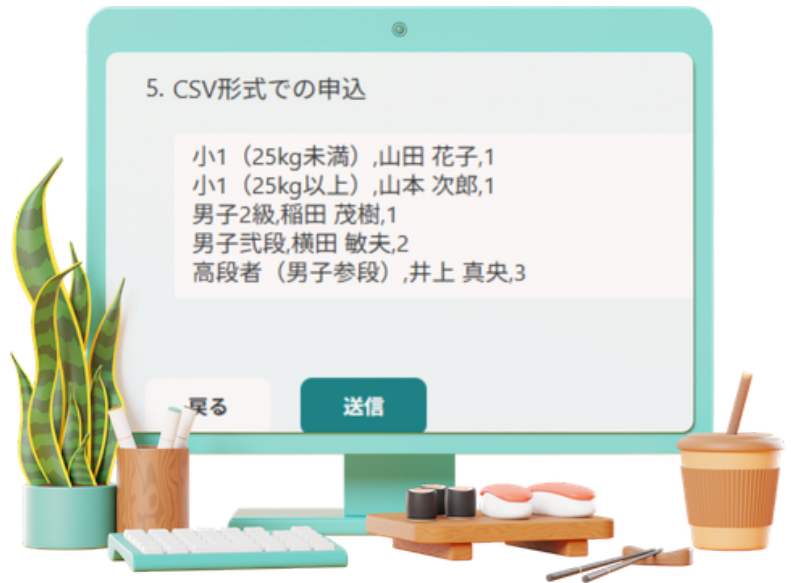 5. CSV形式での申込
小1（25kg未満）,山田 花子,1
小1（25kg以上）,山本 次郎,1
男子2級,稲田 茂樹,1
男子弐段,横田 敏夫,2
高段者（男子参段）,井上 真央,3
戻る
送信